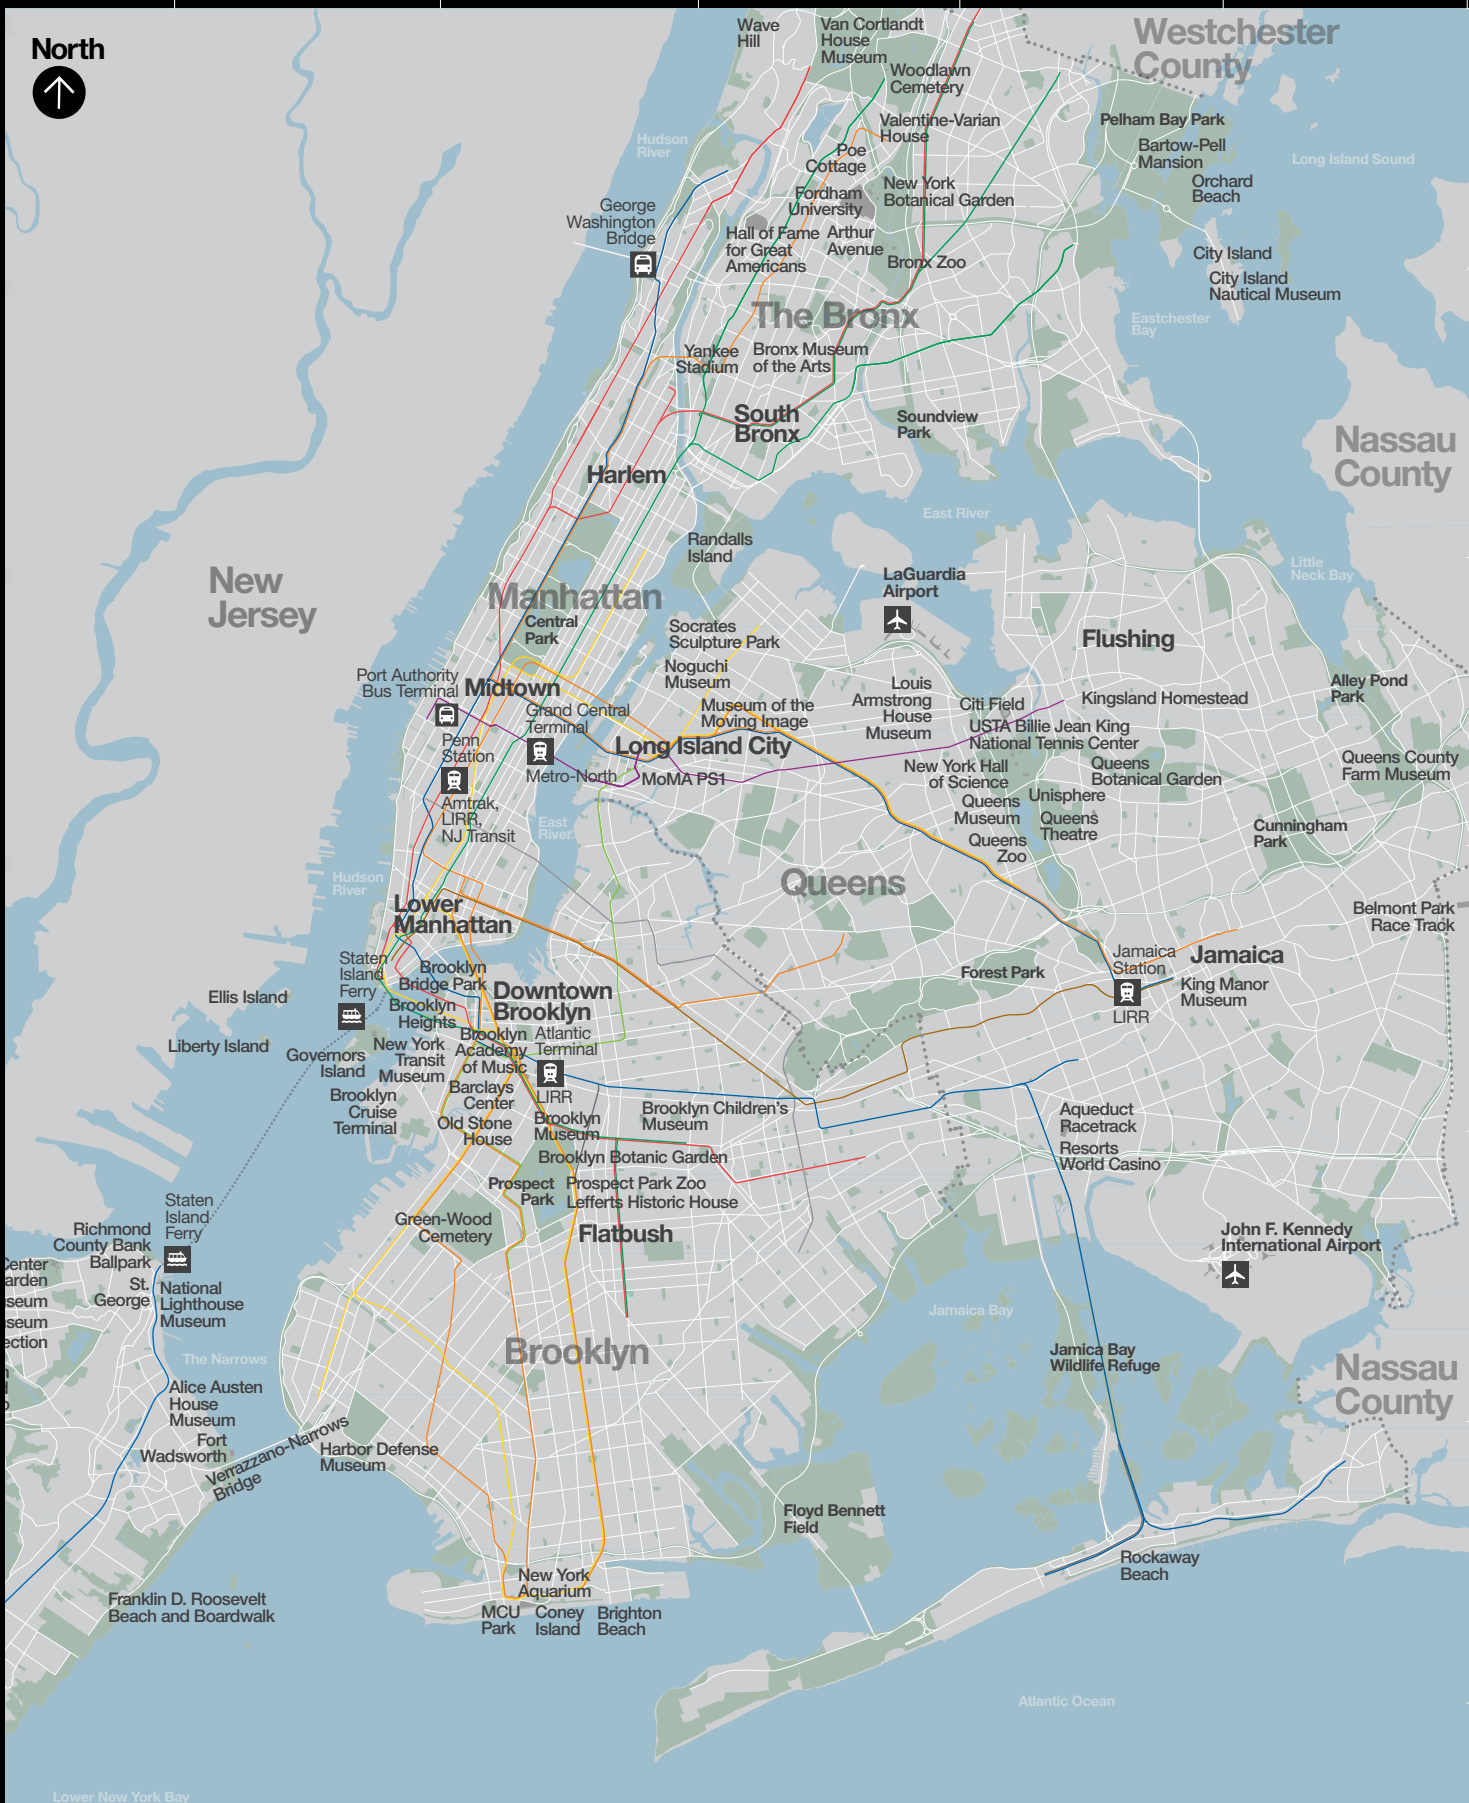 North
Wave
Hill
Van Cortlandt
House
Museum
Westchester
County
Woodlawn
Cemetery
Valentine-Varian
House
Pelham Bay Park
Hudson
River
Poe
Cottage
Bartow-Pell
Mansion
Long Island Sound
Orchard
Beach
Fordham
University
New York
Botanical Garden
George
Washington
Bridge
Hall of Fame
for Great
Americans
Arthur
Avenue
Bronx Zoo
City Island
City Island
Nautical Museum
The Bronx
Eastchester
Bay
Yankee
Stadium
Bronx Museum
of the Arts
South
Bronx
Soundview
Park
Nassau
County
Harlem
East River
Randalls
Island
New
Jersey
LaGuardia
Airport
Little
Neck Bay
Manhattan
Central
Park
Socrates
Sculpture Park
Flushing
Noguchi
Museum
Port Authority
Bus Terminal
Midtown
Louis
Armstrong
House
Museum
Citi Field
Kingsland Homestead
Alley Pond
Park
Grand Central
Terminal
Museum of the
Moving Image
USTA Billie Jean King
National Tennis Center
Penn
Station
Long Island City
Metro-North
MoMA PS1
New York Hall
of Science
Queens
Botanical Garden
Queens County
Farm Museum
Amtrak,
LIRR,
NJ Transit
East
River
Queens
Museum
Unisphere
Queens
Theatre
Queens
Zoo
Cunningham
Park
Hudson
River
Queens
Lower
Manhattan
Belmont Park
Race Track
Staten
Island
Ferry
Brooklyn
Bridge Park
Forest Park
Jamaica
Station
Jamaica
King Manor
Museum
LIRR
Ellis Island
Downtown
Brooklyn
Brooklyn
Heights
Liberty Island
Governors
Island
New York
Transit
Museum
Brooklyn
Academy
of Music
Atlantic
Terminal
LIRR
Brooklyn
Cruise
Terminal
Barclays
Center
Old Stone
House
Brooklyn
Museum
Brooklyn Children's
Museum
Aqueduct
Racetrack
Brooklyn Botanic Garden
Resorts
World Casino
Prospect
Park
Prospect Park Zoo
Lefferts Historic House
Staten
Island
Ferry
Green-Wood
Cemetery
Flatbush
Richmond
County Bank
Ballpark
John F. Kennedy
International Airport
Center
arden
seum
seum
ection
St.
George
National
Lighthouse
Museum
Jamaica Bay
The Narrows
Brooklyn
Jamica Bay
Wildlife Refuge
Nassau
County
Alice Austen
House
Museum
Fort
Wadsworth
Verrazzano-Narrows
Bridge
Harbor Defense
Museum
Floyd Bennett
Field
Rockaway
Beach
New York
Aquarium
Franklin D. Roosevelt
Beach and Boardwalk
MCU
Park
Coney
Island
Brighton
Beach
Atlantic Ocean
Lower New York Bay